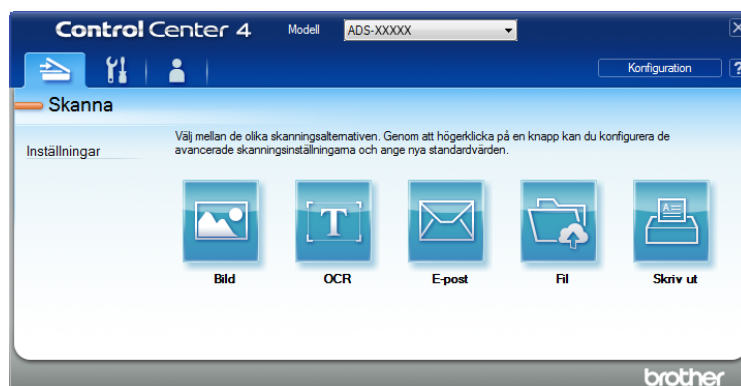 ControlCenter 4
Modell
ADS-XXXXX
Konfiguration
?
Skanna
Inställningar
Välj mellan de olika skanningsalternativen. Genom att högerklicka på en knapp kan du konfigurera de
avancerade skanningsinställningarna och ange nya standardvärden.
T
Bild
OCR
E-post
Fil
Skriv ut
brother